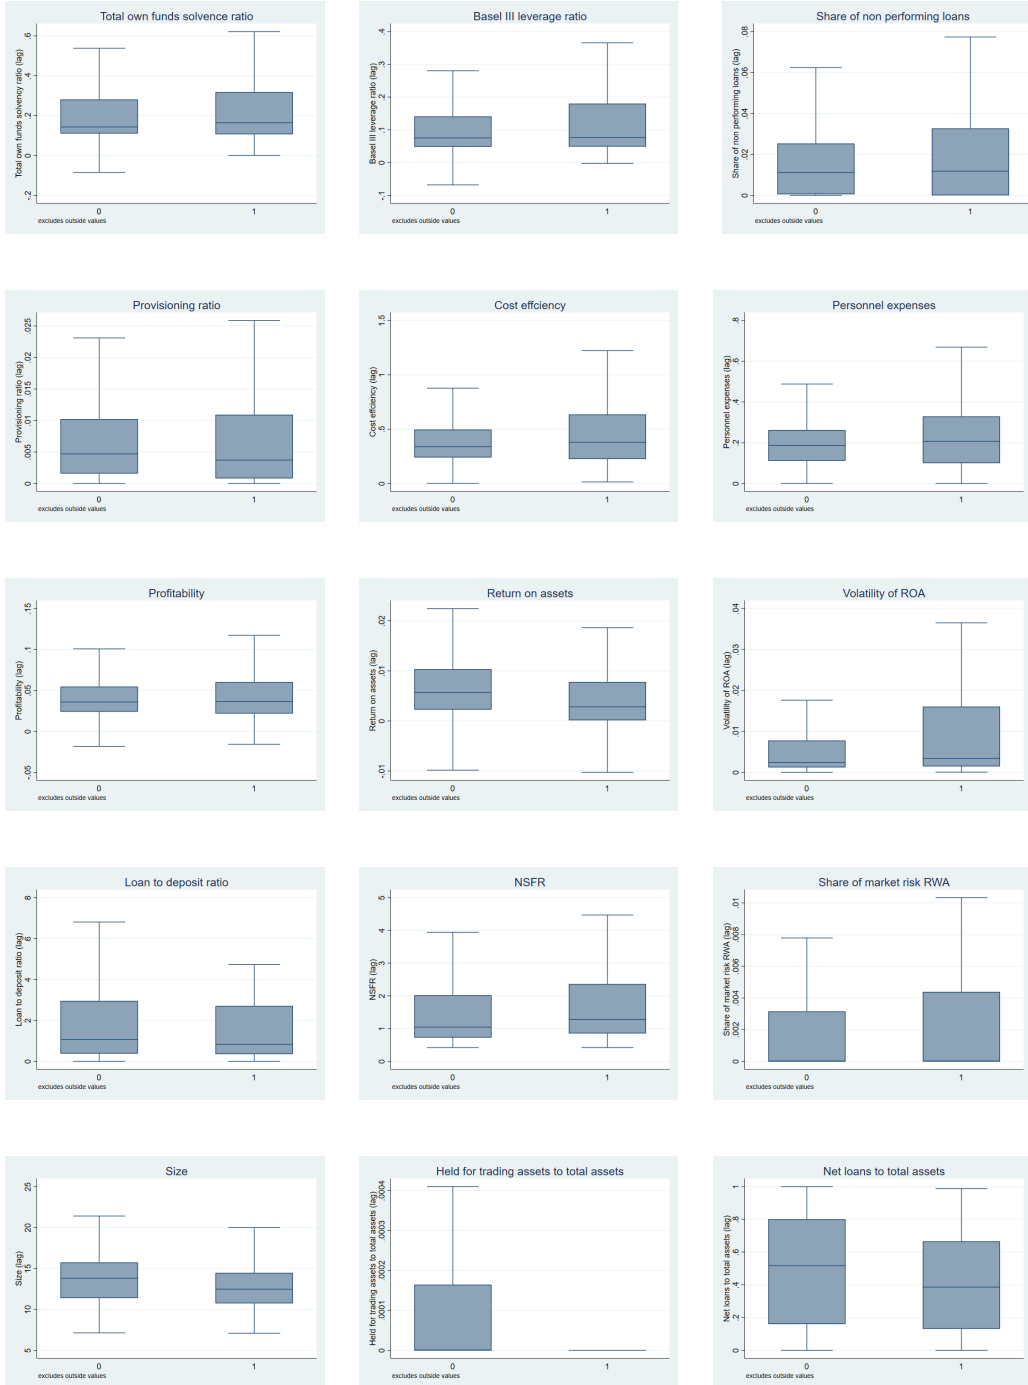 Total own funds solvence ratio
Total own funds solvency ratio (lag)
.6
.4
.2
0
-.2
0 1
excludes outside values
Basel III leverage ratio
Basel III leverage ratio (lag)
.4
.3
.2
.1
0
-.1
0 1
excludes outside values
Share of non performing loans
Share of non performing loans (lag)
.08
.06
.04
.02
0
0 1
excludes outside values
Provisioning ratio
Provisioning ratio (lag)
.025
.02
.015
.01
.005
0
0 1
excludes outside values
Cost effciency
Cost effciency (lag)
1.5
1
.5
0
0 1
excludes outside values
Personnel expenses
Personnel expenses (lag)
.8
.6
.4
.2
0
0 1
excludes outside values
Profitability
Profitability (lag)
.15
.1
.05
0
-.05
0 1
excludes outside values
Return on assets
Return on assets (lag)
.02
.01
0
-.01
0 1
excludes outside values
Volatility of ROA
Volatility of ROA (lag)
.04
.03
.02
.01
0
0 1
excludes outside values
Loan to deposit ratio
Loan to deposit ratio (lag)
8
6
4
2
0
0 1
excludes outside values
NSFR
NSFR (lag)
5
4
3
2
1
0
0 1
excludes outside values
Share of market risk RWA
Share of market risk RWA (lag)
.01
.008
.006
.004
.002
0
0 1
excludes outside values
Size
Size (lag)
25
20
15
10
5
0 1
excludes outside values
Held for trading assets to total assets
Held for trading assets to total assets (lag)
.0004
.0003
.0002
.0001
0
0 1
excludes outside values
Net loans to total assets
Net loans to total assets (lag)
1
.8
.6
.4
.2
0
0 1
excludes outside values